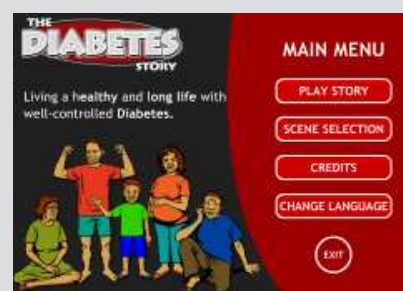 THE
DIABETES
STORY
Living a healthy and long life with
well-controlled Diabetes.
MAIN MENU
PLAY STORY
SCENE SELECTION
CREDITS
CHANGE LANGUAGE
EXIT